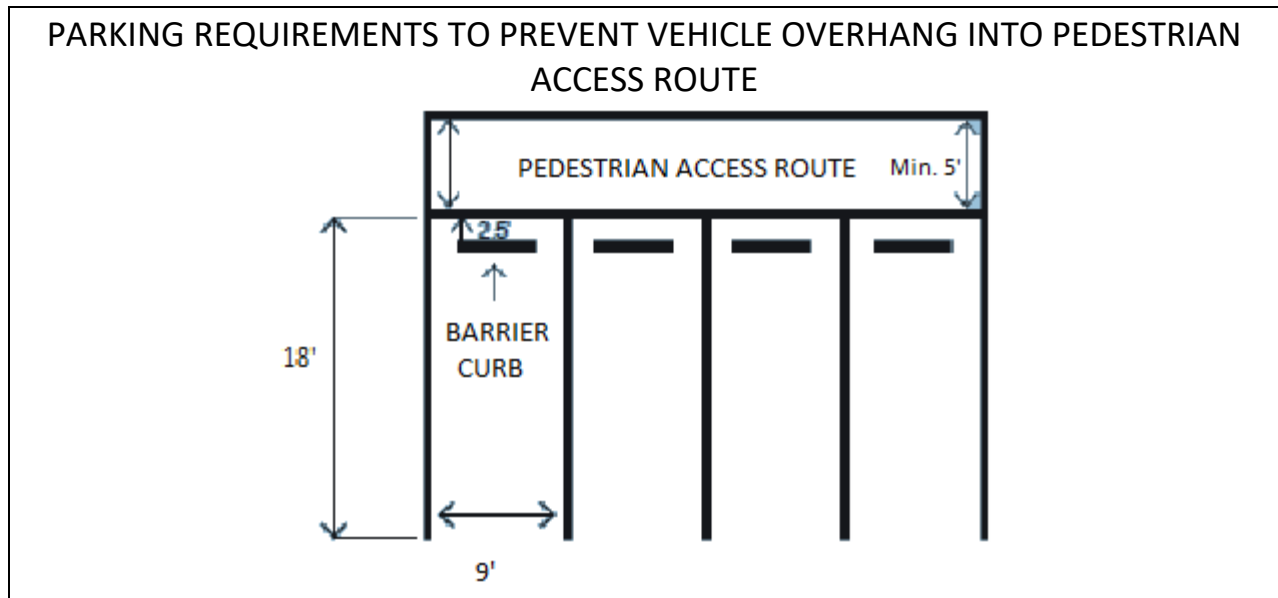 PARKING REQUIREMENTS TO PREVENT VEHICLE OVERHANG INTO PEDESTRIAN
ACCESS ROUTE
PEDESTRIAN ACCESS ROUTE
Min. 5'
2.5'
BARRIER
CURB
18'
9'